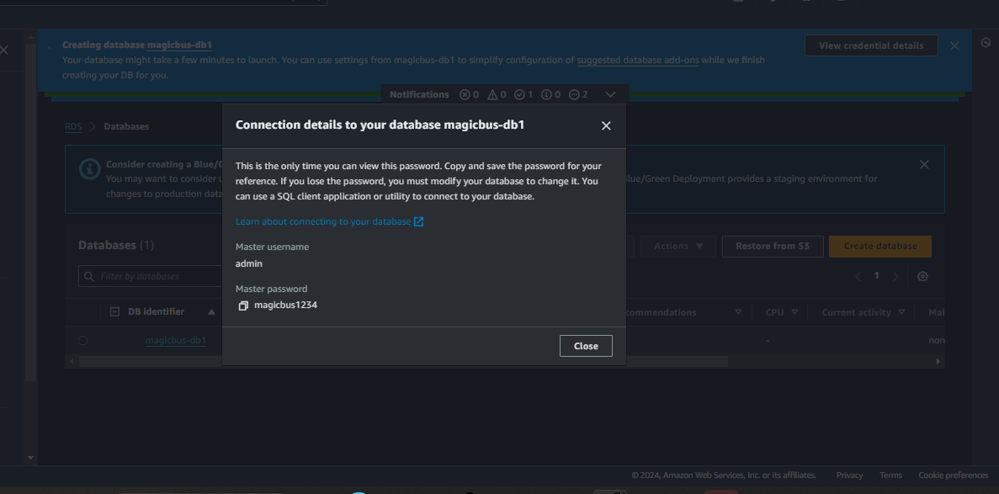 Creating database magicbus-db1
View credential details
Your database might take a few minutes to launch. You can use settings from magicbus-db1 to simplify configuration of suggested database add-ons while we finish
creating your DB for you.
Notifications 0 0 1 0 2
RDS > Databases
Connection details to your database magicbus-db1
This is the only time you can view this password. Copy and save the password for your
reference. If you lose the password, you must modify your database to change it. You
can use a SQL client application or utility to connect to your database.
Learn about connecting to your database
Master username
admin
Master password
magicbus1234
Close
Consider creating a Blue/
You may want to consider
lue/Green Deployment provides a staging environment for
changes to production data
Databases (1)
Actions
Restore from S3
Create database
Filter by databases
1
DB identifier
commendations
CPU
Current activity
Mai
magicbus-db1
-
non
© 2024, Amazon Web Services, Inc. or its affiliates.
Privacy
Terms
Cookie preferences